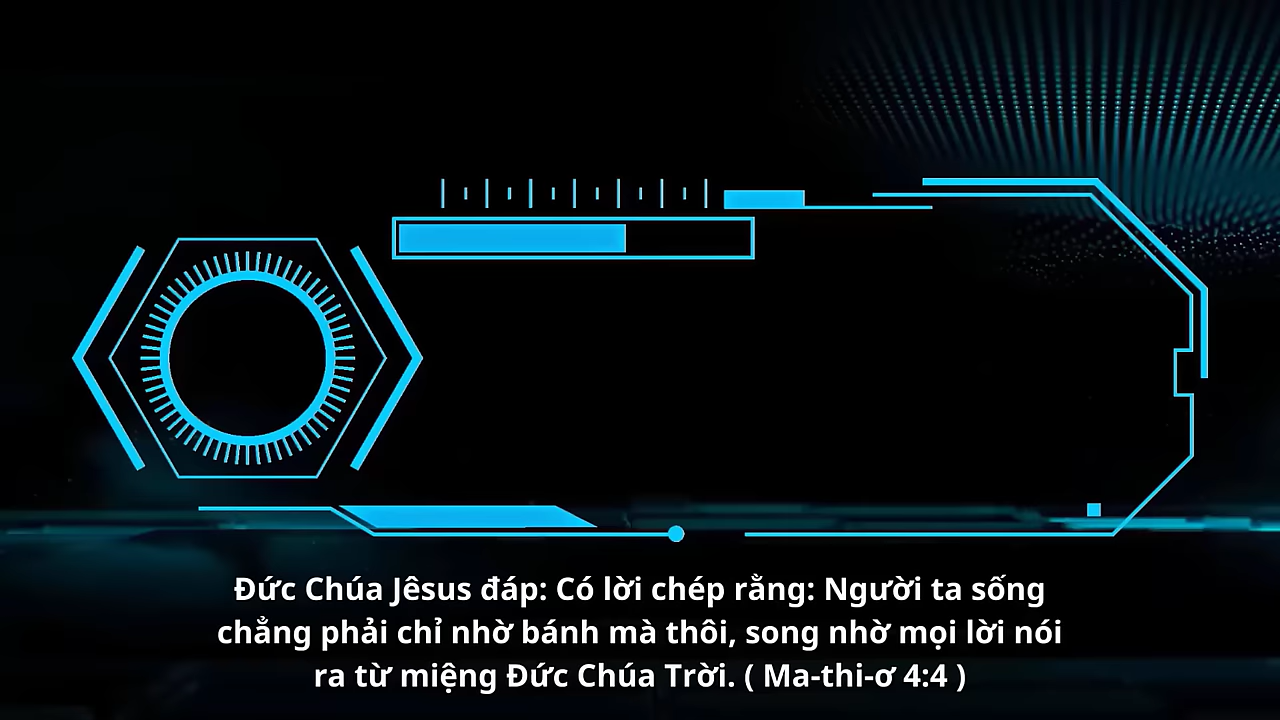 Đức Chúa Jêsus đáp: Có lời chép rằng: Người ta sống
chẳng phải chỉ nhờ bánh mà thôi, song nhờ mọi lời nói
ra từ miệng Đức Chúa Trời. ( Ma-thi-ơ 4:4 )